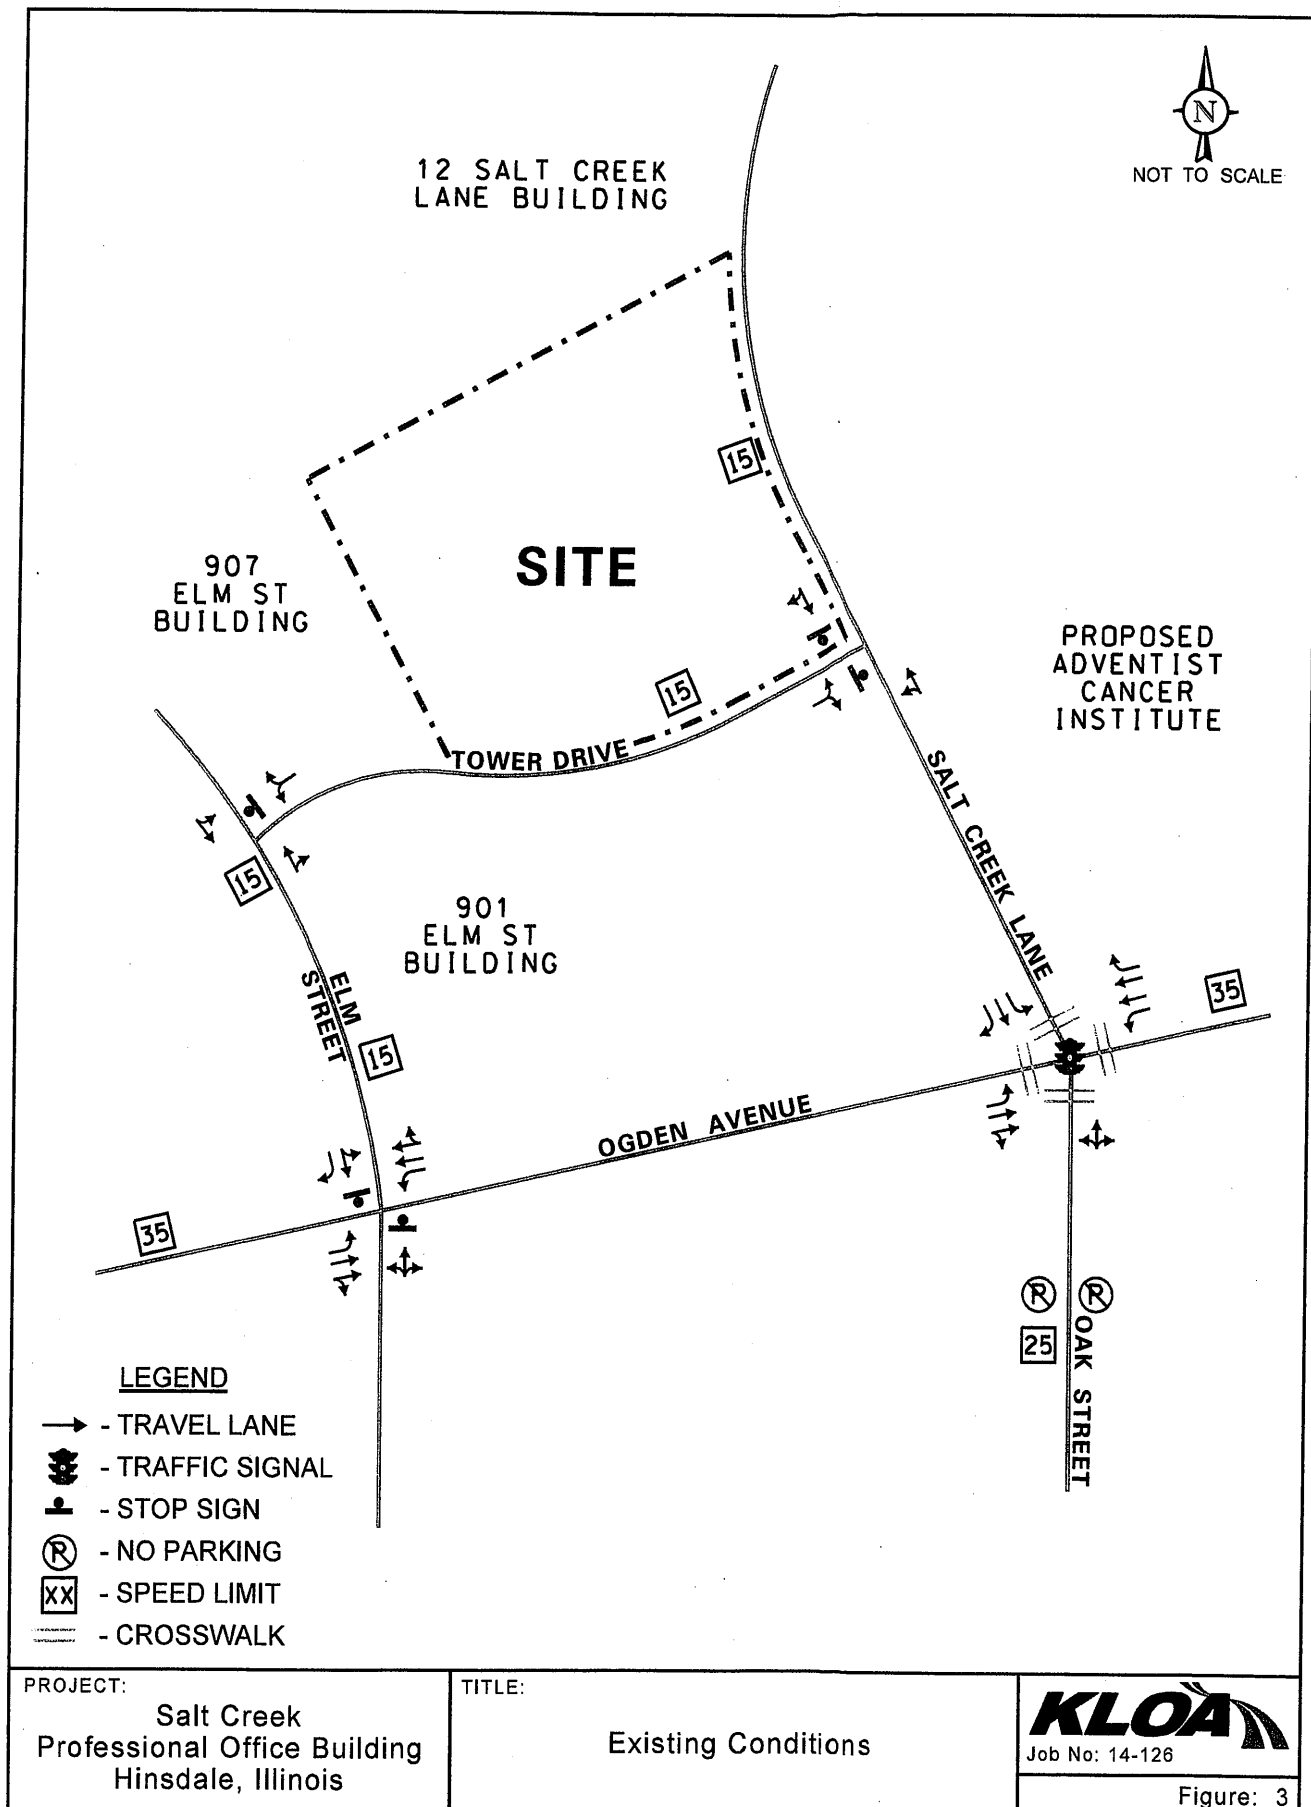 N
NOT TO SCALE
12 SALT CREEK
LANE BUILDING
15
SITE
907
ELM ST
BUILDING
PROPOSED
ADVENTIST
CANCER
INSTITUTE
15
TOWER DRIVE
SALT CREEK LANE
15
901
ELM ST
BUILDING
ELM
STREET
15
35
OGDEN AVENUE
35
R
R
25
OAK STREET
LEGEND
- TRAVEL LANE
- TRAFFIC SIGNAL
- STOP SIGN
R - NO PARKING
XX - SPEED LIMIT
- CROSSWALK
PROJECT:
Salt Creek
Professional Office Building
Hinsdale, Illinois
TITLE:
Existing Conditions
KLOA
Job No: 14-126
Figure: 3